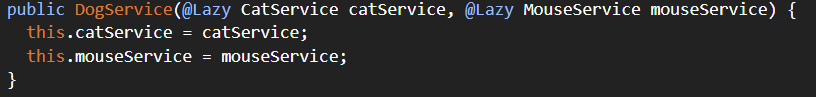 public DogService(@Lazy CatService catService, @Lazy MouseService mouseService) {
  this.catService = catService;
  this.mouseService = mouseService;
}